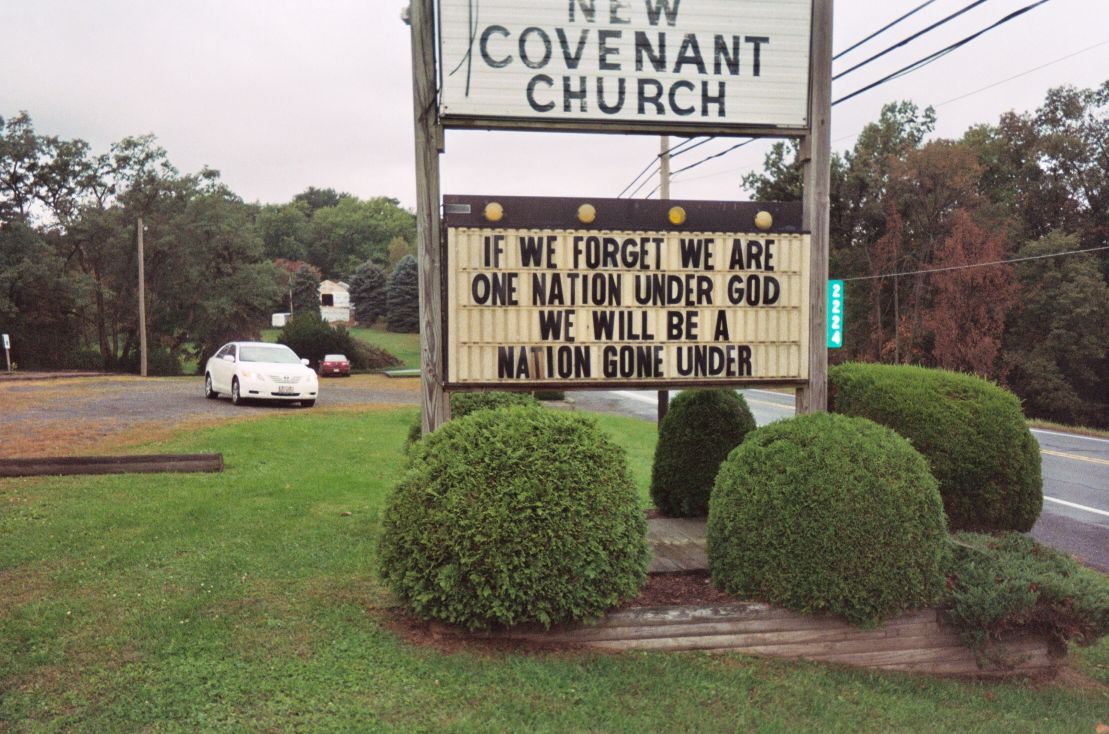 NEW
COVENANT
CHURCH
IF WE FORGET WE ARE
ONE NATION UNDER GOD
WE WILL BE A
NATION GONE UNDER
2224